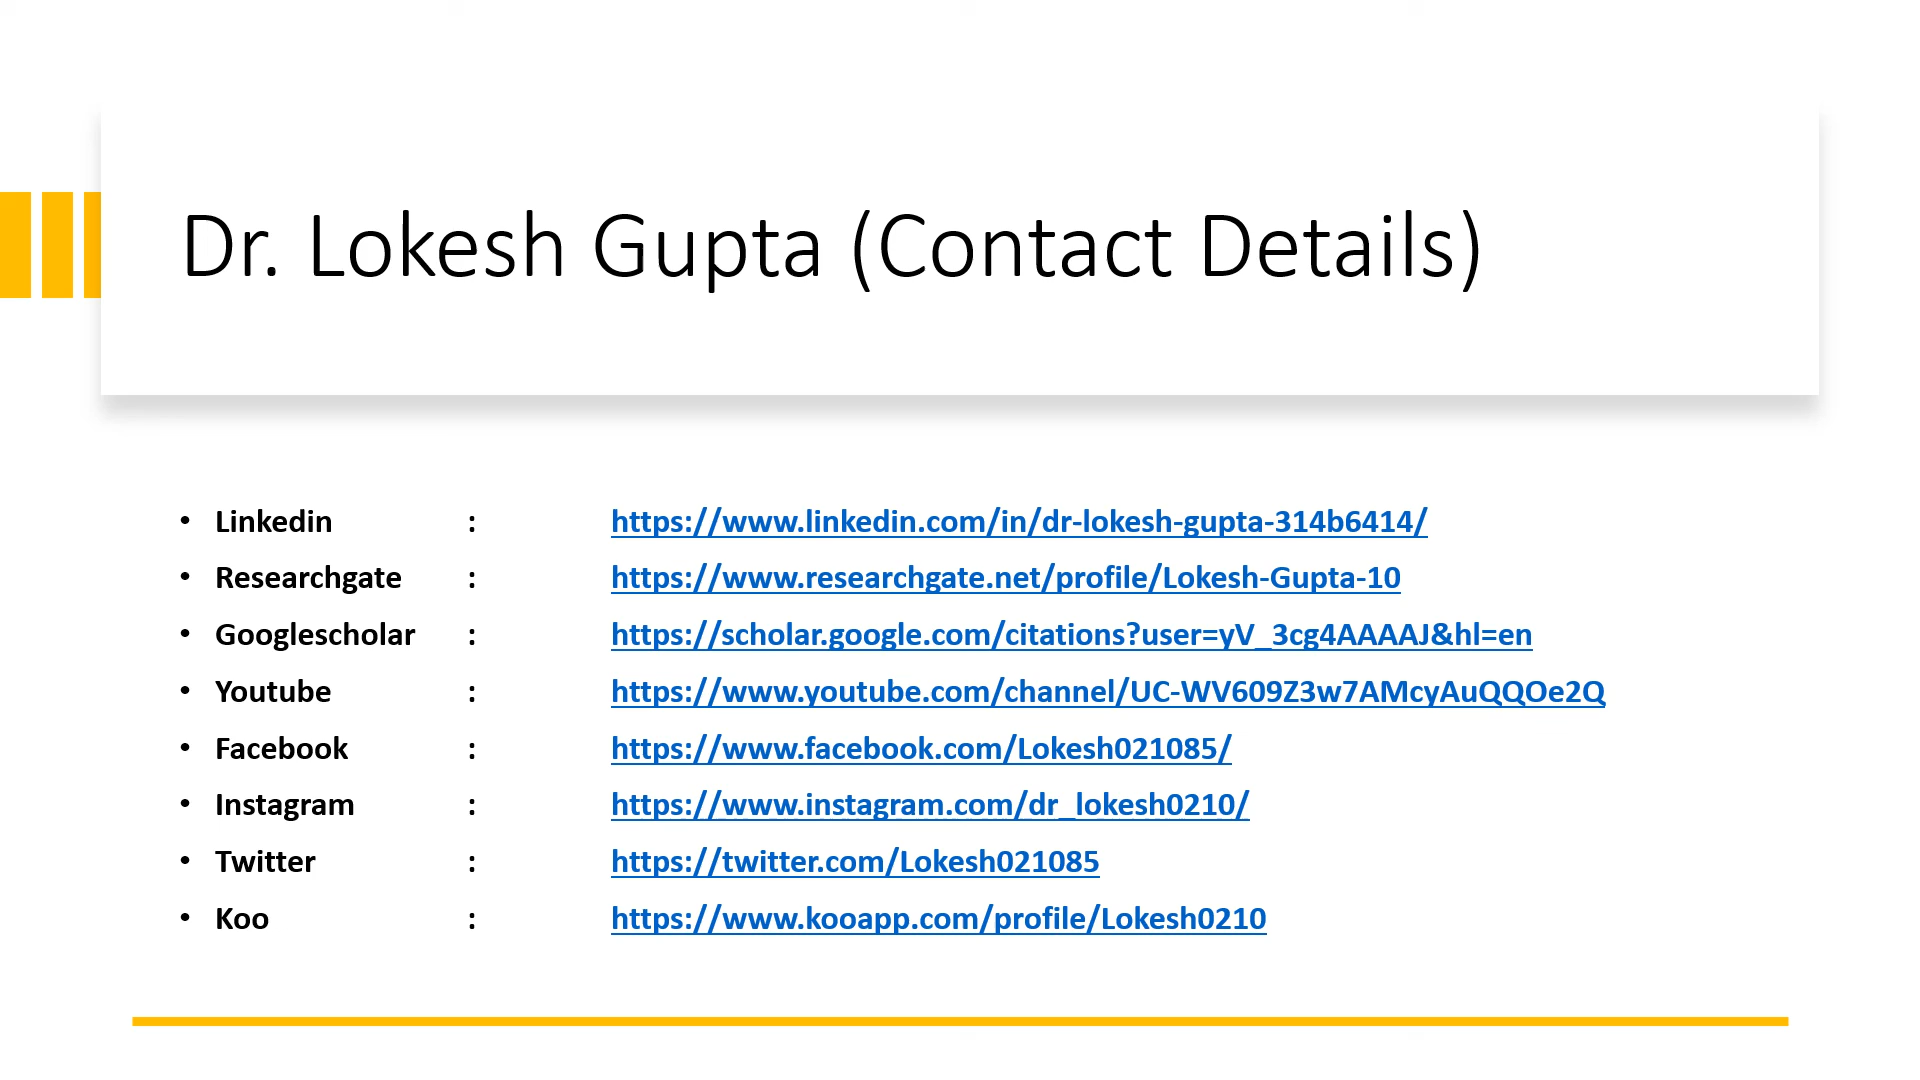 Dr. Lokesh Gupta (Contact Details)
• Linkedin : https://www.linkedin.com/in/dr-lokesh-gupta-314b6414/
• Researchgate : https://www.researchgate.net/profile/Lokesh-Gupta-10
• Googlescholar : https://scholar.google.com/citations?user=yV_3cg4AAAAJ&hl=en
• Youtube : https://www.youtube.com/channel/UC-WV609Z3w7AMcyAuQQOe2Q
• Facebook : https://www.facebook.com/Lokesh021085/
• Instagram : https://www.instagram.com/dr_lokesh0210/
• Twitter : https://twitter.com/Lokesh021085
• Koo : https://www.kooapp.com/profile/Lokesh0210